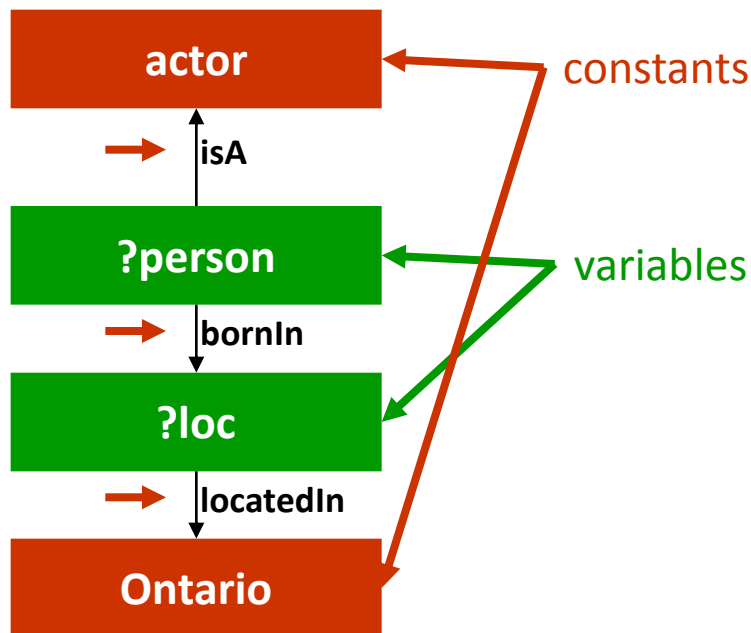 actor
constants
isA
?person
variables
bornIn
?loc
locatedIn
Ontario